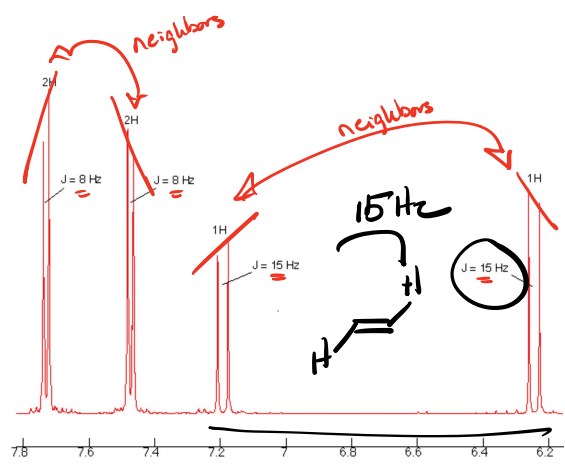 neighbors
2H
2H
neighbors
1H
J = 8 Hz
J = 8 Hz
15 Hz
1H
J = 15 Hz
J = 15 Hz
H
H
7.8
7.6
7.4
7.2
7
6.8
6.6
6.4
6.2